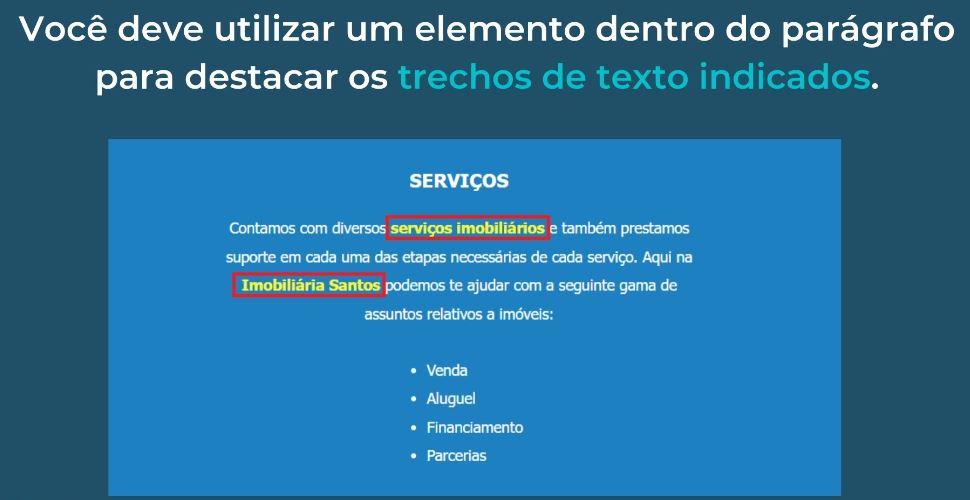 Você deve utilizar um elemento dentro do parágrafo
para destacar os trechos de texto indicados.
SERVIÇOS
Contamos com diversos serviços imobiliários e também prestamos
suporte em cada uma das etapas necessárias de cada serviço. Aqui na
Imobiliária Santos podemos te ajudar com a seguinte gama de
assuntos relativos a imóveis:
• Venda
• Aluguel
• Financiamento
• Parcerias